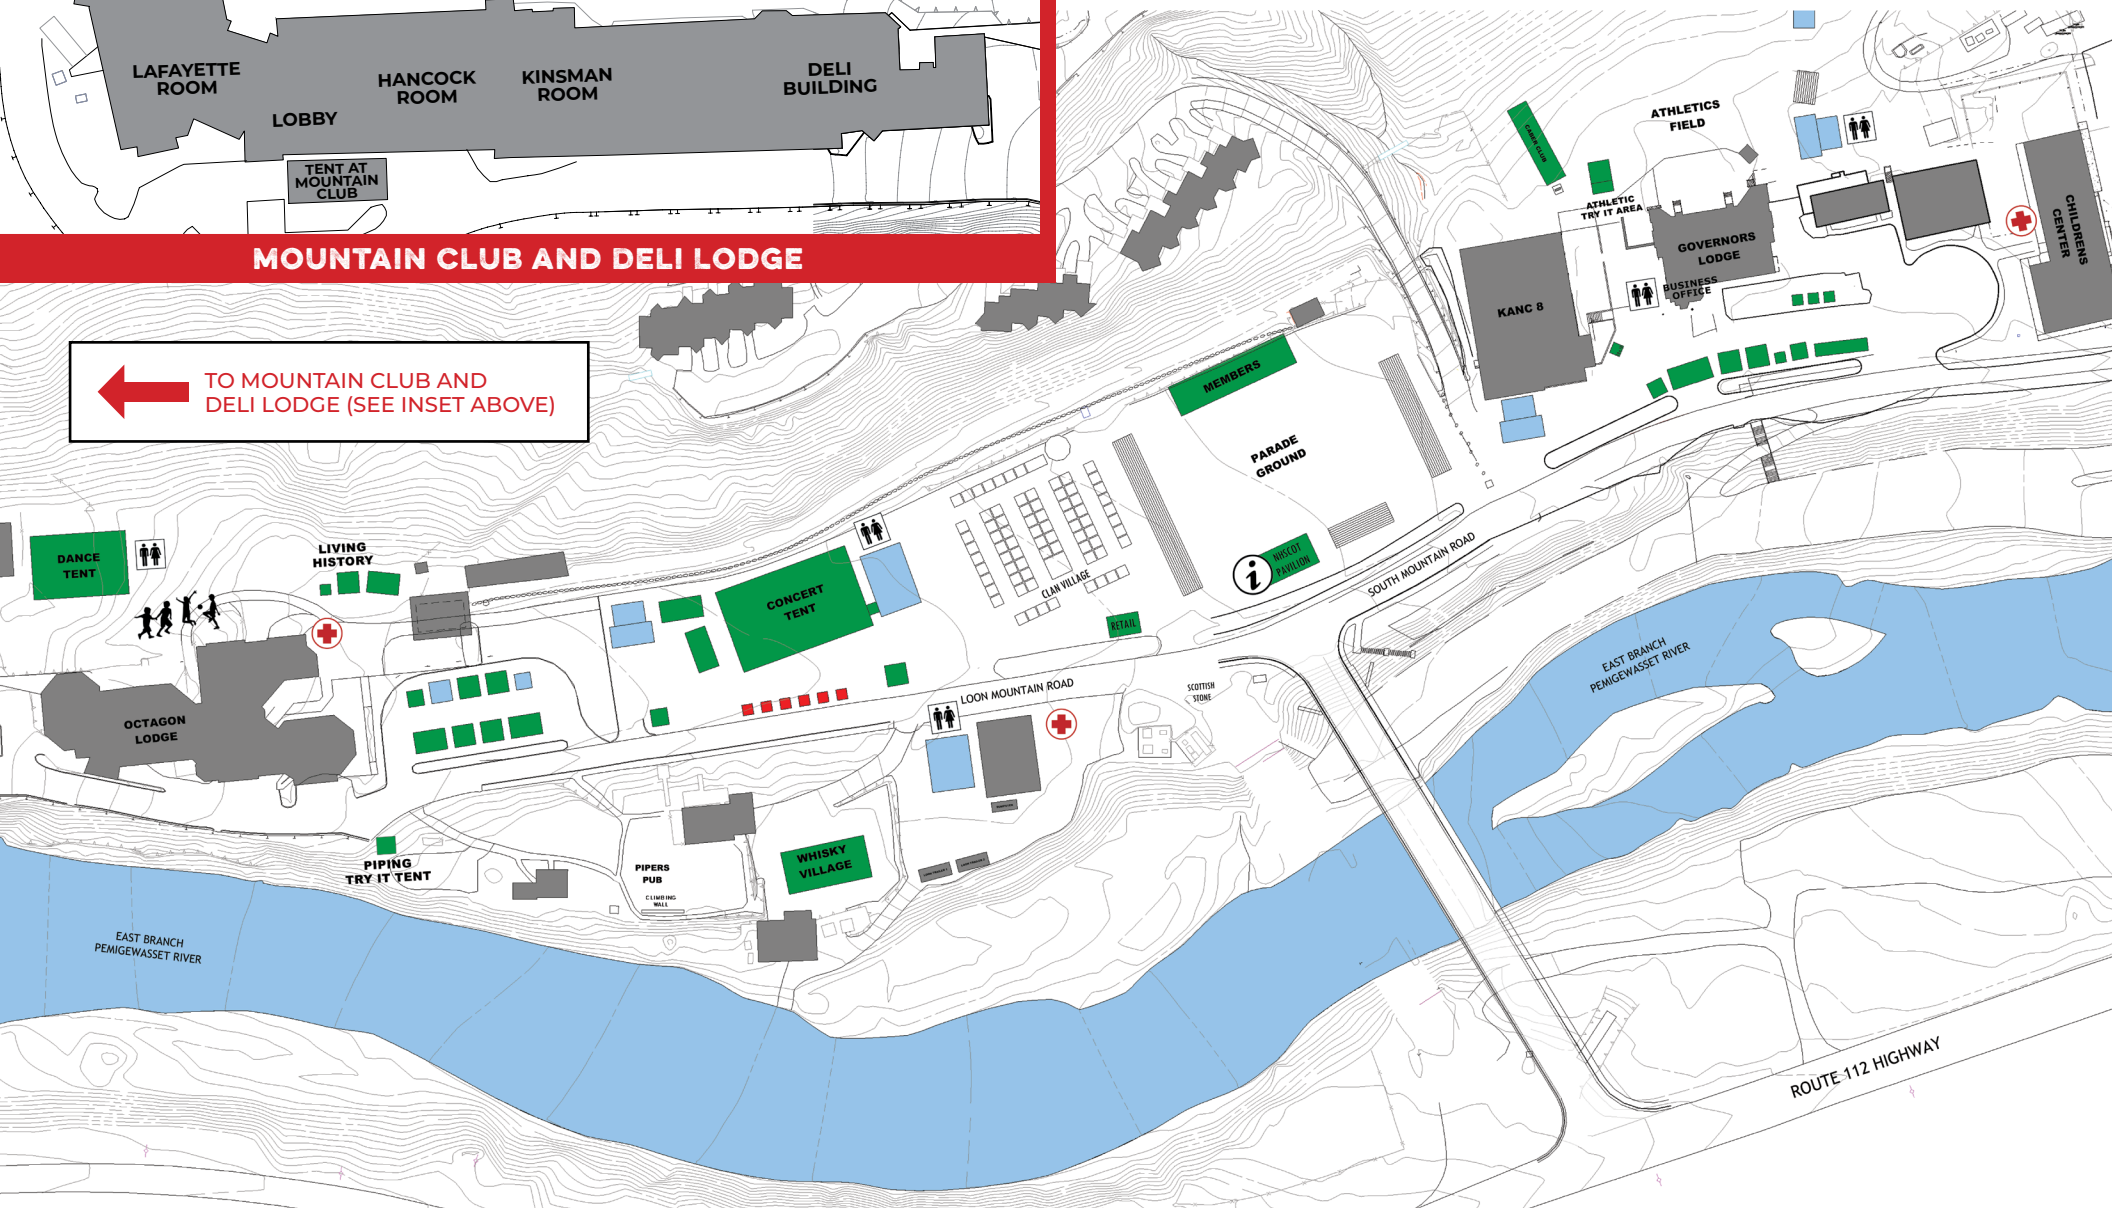 LAFAYETTE
ROOM
LOBBY
HANCOCK
ROOM
KINSMAN
ROOM
DELI
BUILDING
TENT AT
MOUNTAIN
CLUB
MOUNTAIN CLUB AND DELI LODGE
TO MOUNTAIN CLUB AND
DELI LODGE (SEE INSET ABOVE)
CABER CLUB
ATHLETICS
FIELD
ATHLETIC
TRY IT AREA
GOVERNORS
LODGE
BUSINESS
OFFICE
CHILDRENS
CENTER
KANC 8
MEMBERS
PARADE
GROUND
DANCE
TENT
LIVING
HISTORY
CONCERT
TENT
CLAN VILLAGE
i
NHSCOT
PAVILION
SOUTH MOUNTAIN ROAD
RETAIL
EAST BRANCH
PEMIGEWASSET RIVER
OCTAGON
LODGE
LOON MOUNTAIN ROAD
SCOTTISH
STONE
PIPING
TRY IT TENT
PIPERS
PUB
CLIMBING
WALL
WHISKY
VILLAGE
EAST BRANCH
PEMIGEWASSET RIVER
ROUTE 112 HIGHWAY